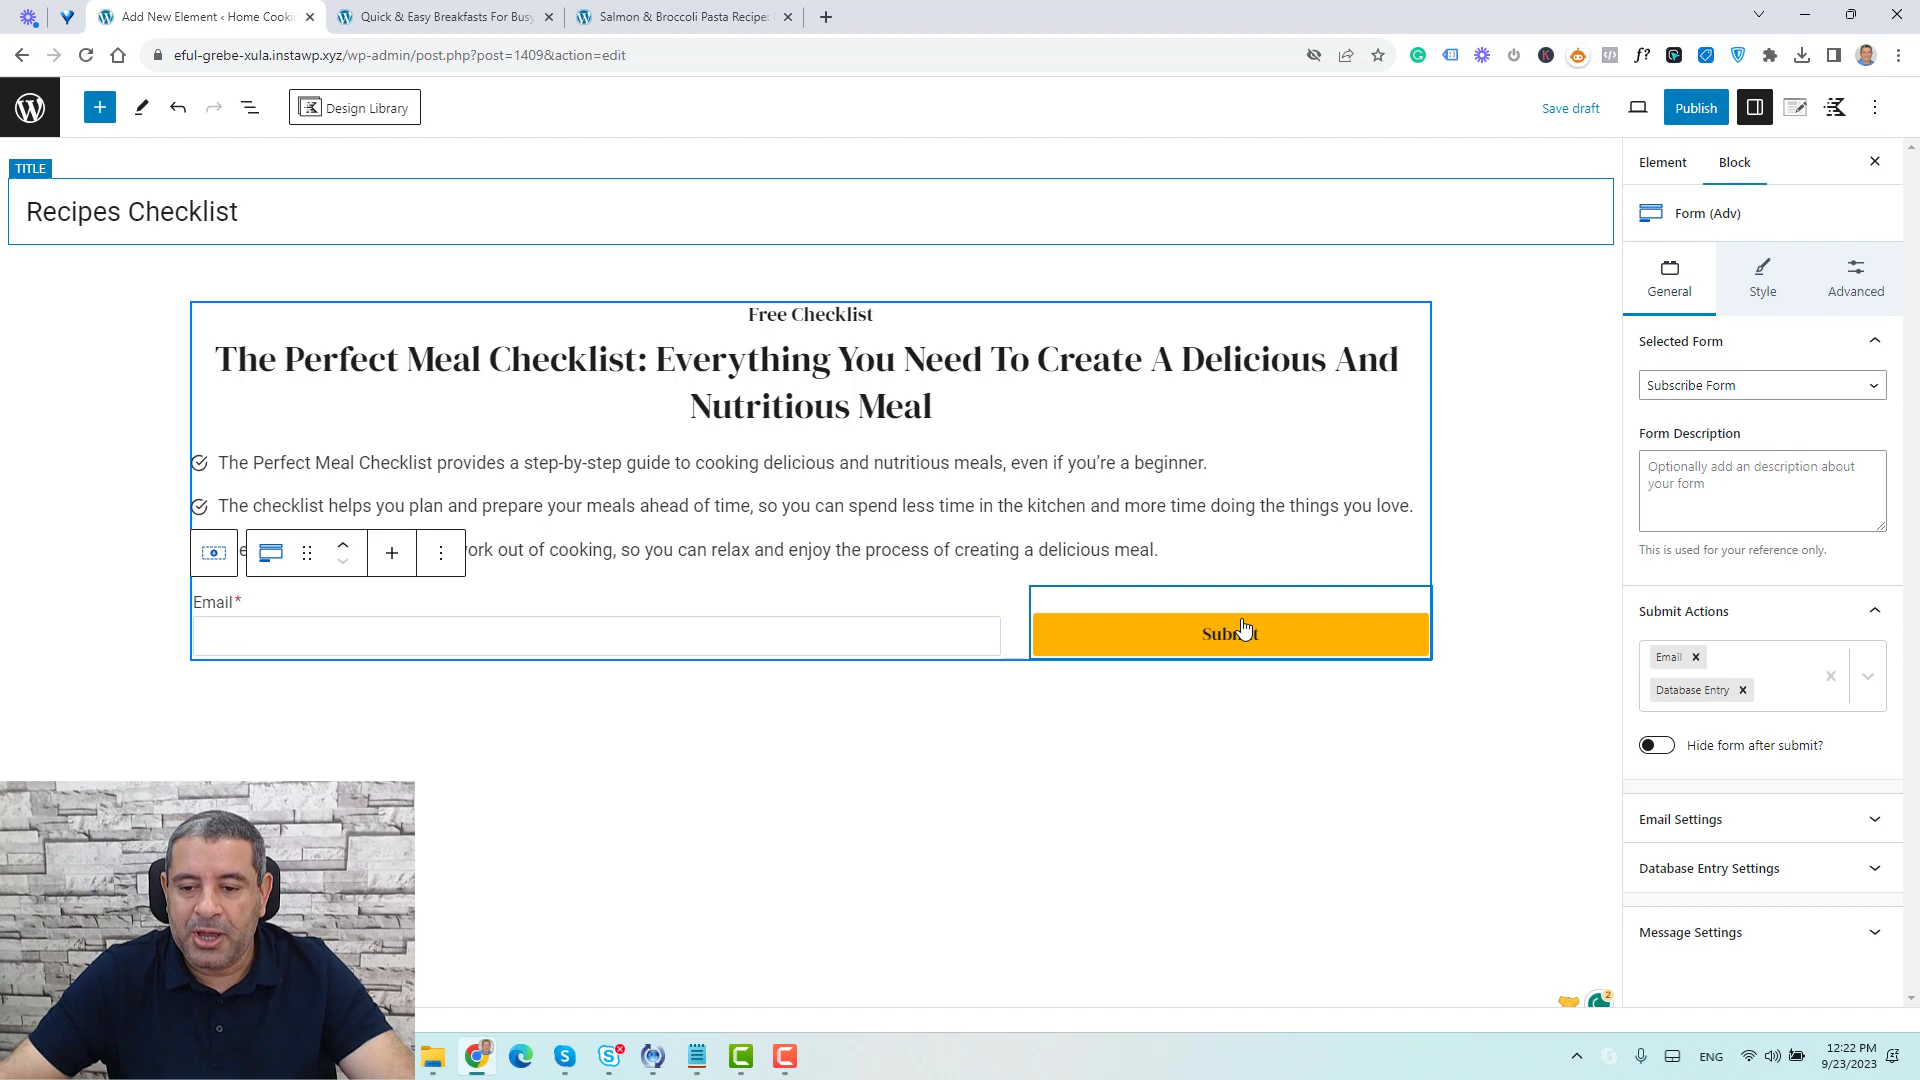 Add New Element ‹ Home Cooki
Quick & Easy Breakfasts For Busy
Salmon & Broccoli Pasta Recipe:
eful-grebe-xula.instawp.xyz/wp-admin/post.php?post=1409&action=edit
Design Library
Save draft
Publish
TITLE
Recipes Checklist
Element
Block
Form (Adv)
General
Style
Advanced
Free Checklist
The Perfect Meal Checklist: Everything You Need To Create A Delicious And
Nutritious Meal
The Perfect Meal Checklist provides a step-by-step guide to cooking delicious and nutritious meals, even if you’re a beginner.
The checklist helps you plan and prepare your meals ahead of time, so you can spend less time in the kitchen and more time doing the things you love.
ork out of cooking, so you can relax and enjoy the process of creating a delicious meal.
Email*
Submit
Selected Form
Subscribe Form
Form Description
Optionally add an description about
your form
This is used for your reference only.
Submit Actions
Email
Database Entry
Hide form after submit?
Email Settings
Database Entry Settings
Message Settings
2
ENG
12:22 PM
9/23/2023